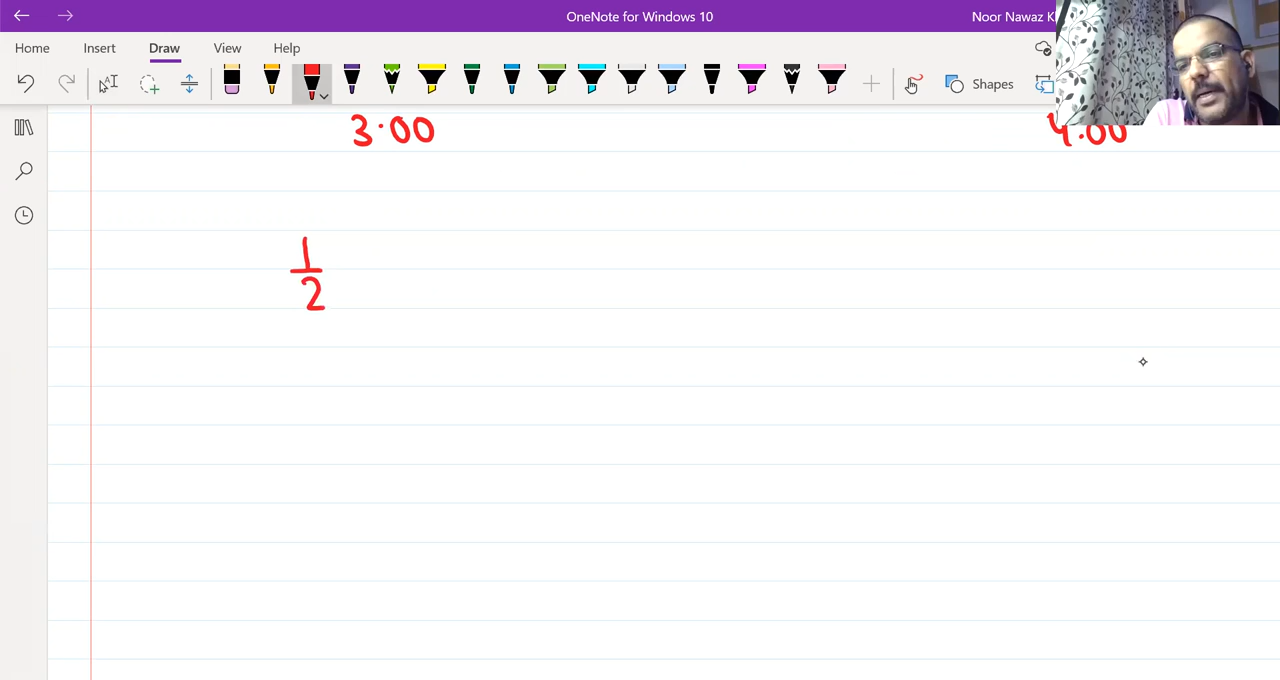 OneNote for Windows 10
Noor Nawaz K
Home Insert Draw View Help
Shapes
3.00 4.00
1
2